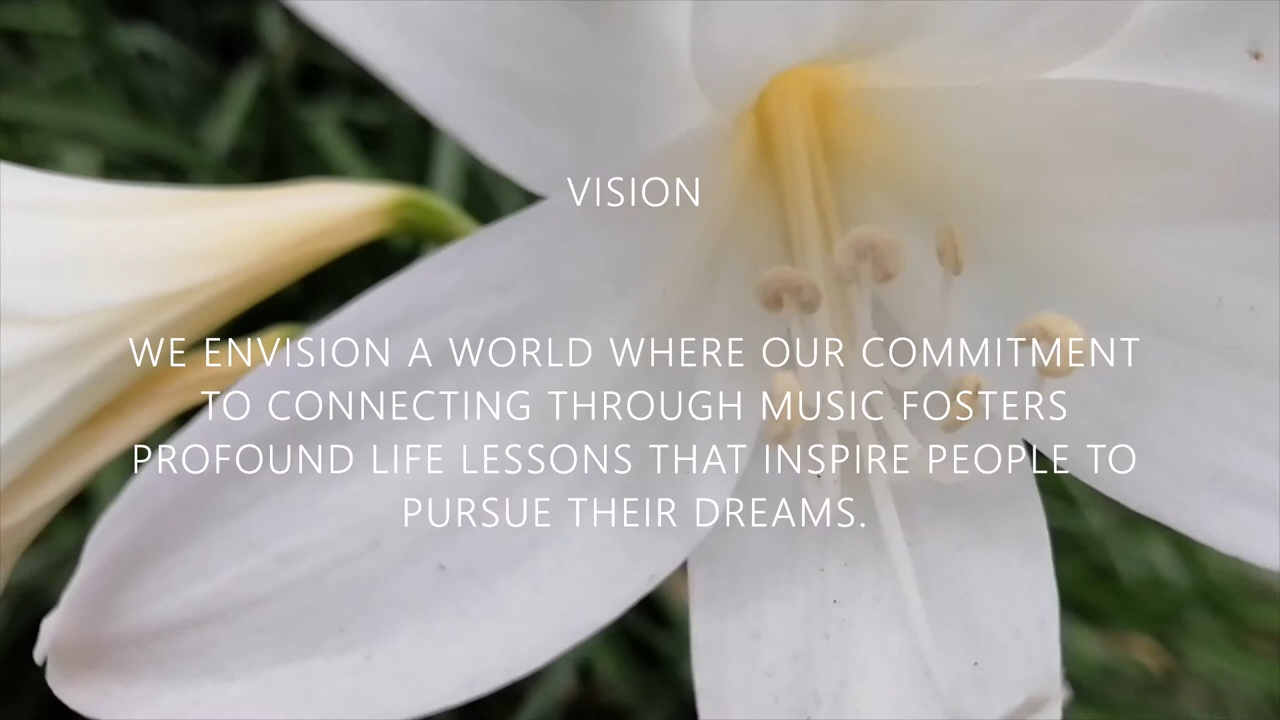 VISION
WE ENVISION A WORLD WHERE OUR COMMITMENT
TO CONNECTING THROUGH MUSIC FOSTERS
PROFOUND LIFE LESSONS THAT INSPIRE PEOPLE TO
PURSUE THEIR DREAMS.